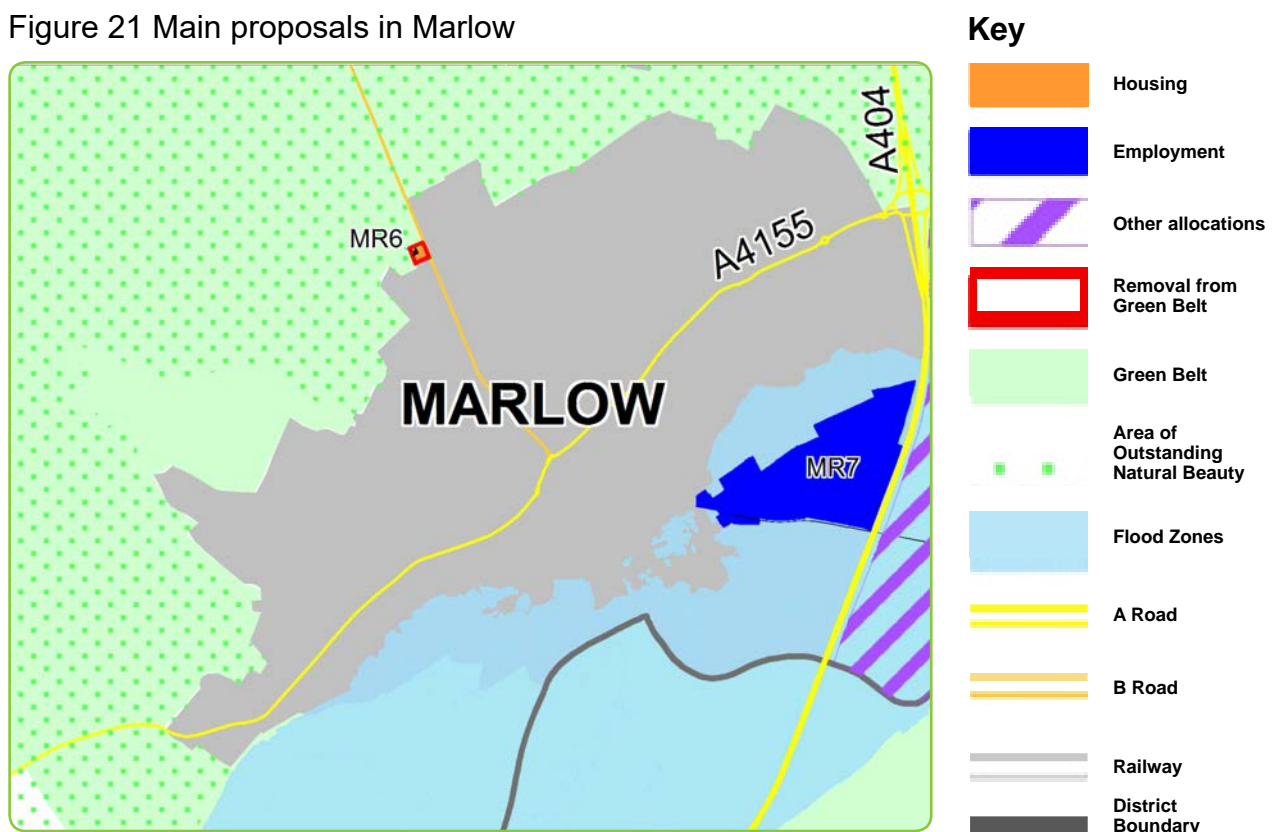 Figure 21 Main proposals in Marlow
A404
MR6
A4155
MARLOW
MR7
Key
Housing
Employment
Other allocations
Removal from
Green Belt
Green Belt
Area of
Outstanding
Natural Beauty
Flood Zones
A Road
B Road
Railway
District
Boundary